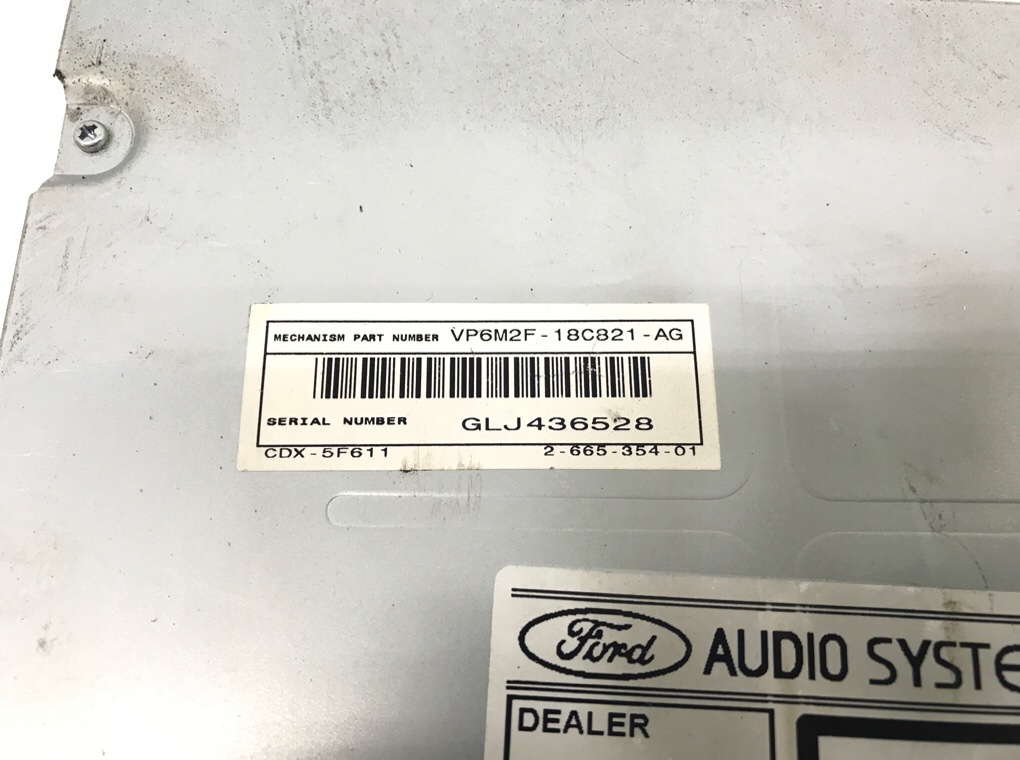 MECHANISM PART NUMBER VP6M2F-18C821-AG
SERIAL NUMBER GLJ436528
CDX-5F611 2-665-354-01
Ford AUDIO SYSTE
DEALER